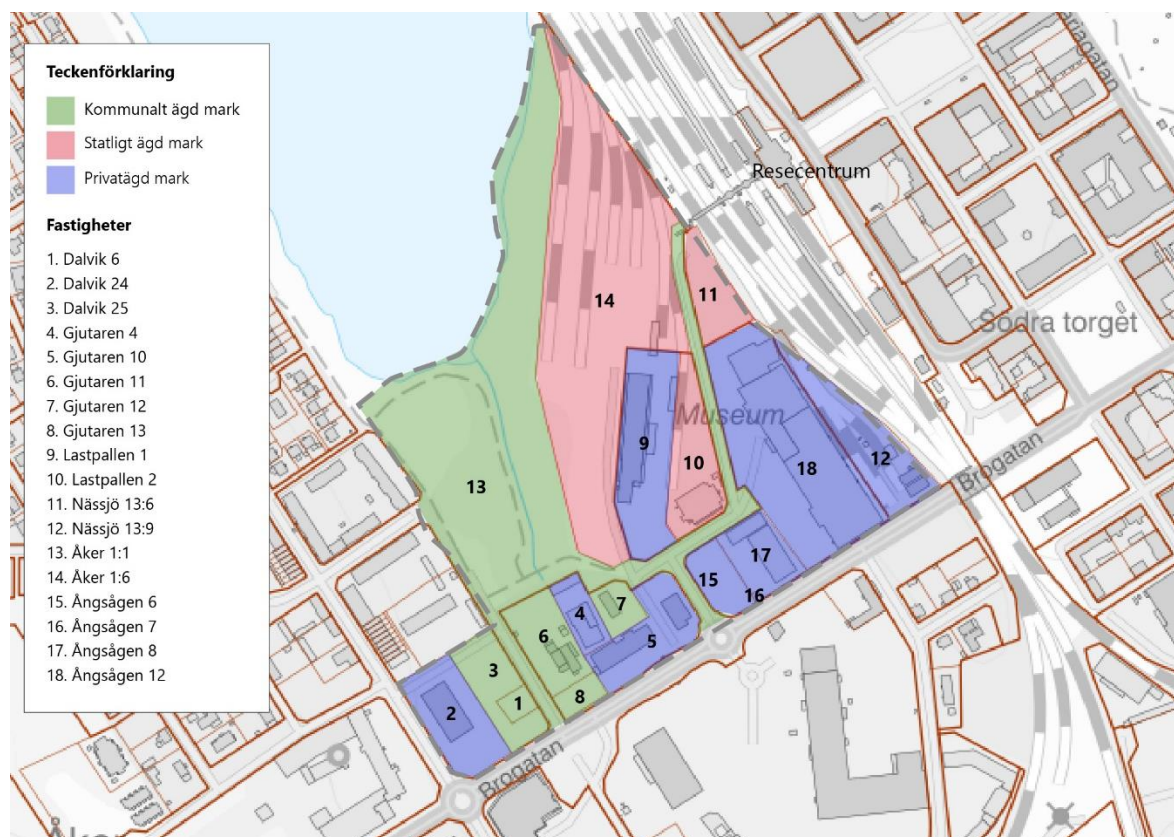 Teckenförklaring
Kommunalt ägd mark
Statligt ägd mark
Privatägd mark
Fastigheter
1. Dalvik 6
2. Dalvik 24
3. Dalvik 25
4. Gjutaren 4
5. Gjutaren 10
6. Gjutaren 11
7. Gjutaren 12
8. Gjutaren 13
9. Lastpallen 1
10. Lastpallen 2
11. Nässjö 13:6
12. Nässjö 13:9
13. Åker 1:1
14. Åker 1:6
15. Ångsågen 6
16. Ångsågen 7
17. Ångsågen 8
18. Ångsågen 12
Resecentrum
14
11
Södra torget
Museum
9
10
18
12
Brogatan
13
17
15
16
7
4
6
5
3
1
8
2
Brogatan